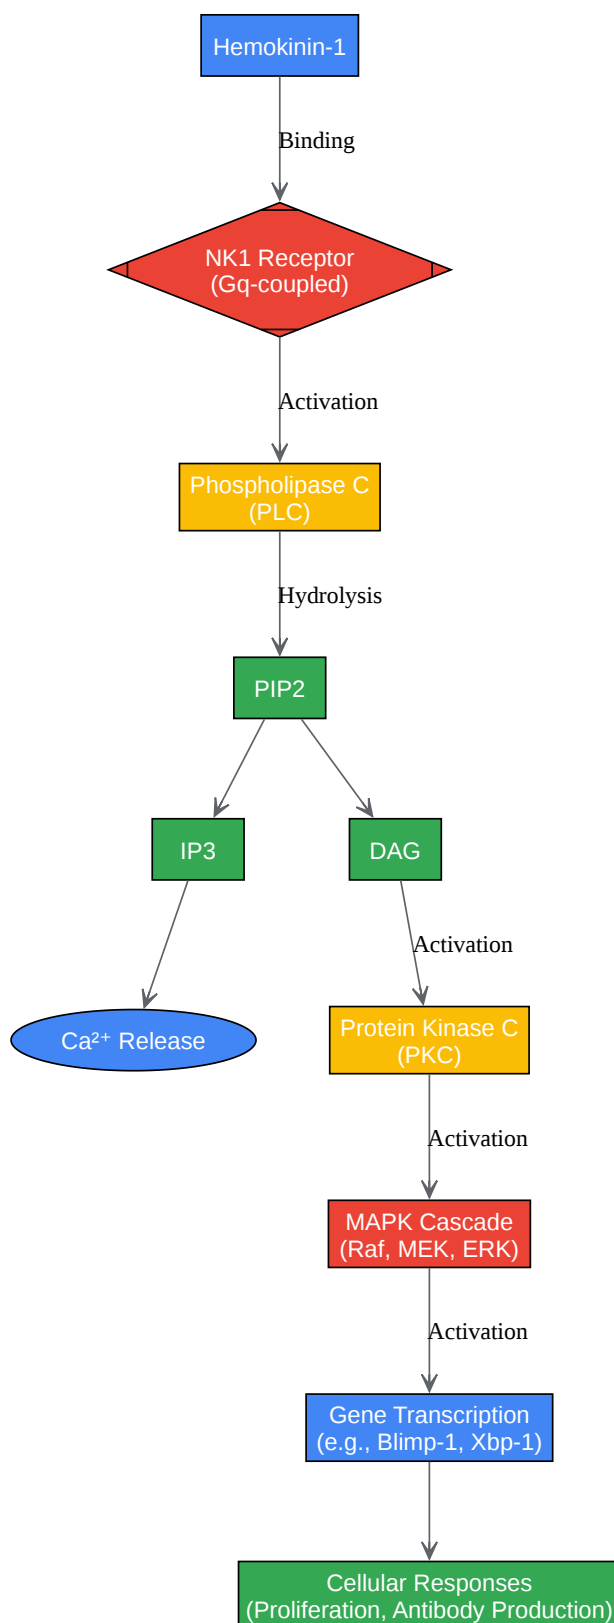 Hemokinin-1
Binding
NK1 Receptor
(Gq-coupled)
Activation
Phospholipase C
(PLC)
Hydrolysis
PIP2
IP3
DAG
Activation
Ca²⁺ Release
Protein Kinase C
(PKC)
Activation
MAPK Cascade
(Raf, MEK, ERK)
Activation
Gene Transcription
(e.g., Blimp-1, Xbp-1)
Cellular Responses
(Proliferation, Antibody Production)